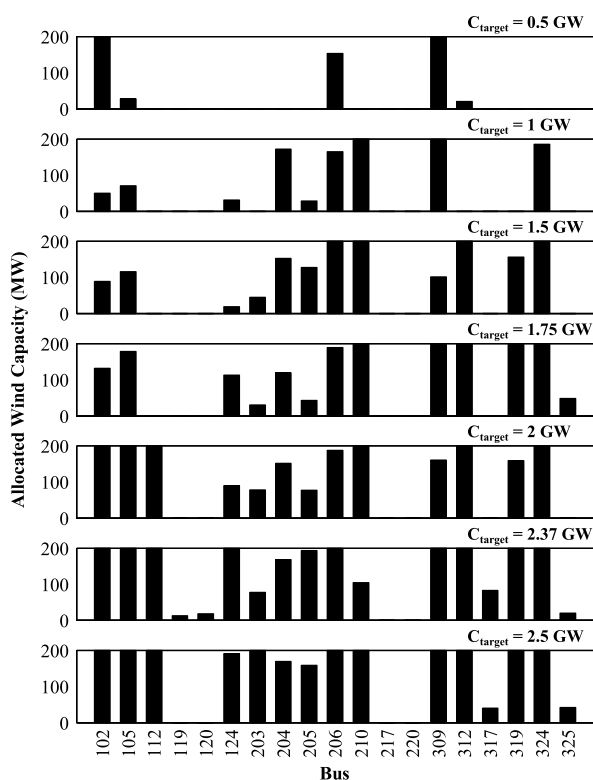 C_target = 0.5 GW
200
100
0
C_target = 1 GW
200
100
0
C_target = 1.5 GW
200
100
0
C_target = 1.75 GW
200
100
0
C_target = 2 GW
200
100
0
C_target = 2.37 GW
200
100
0
C_target = 2.5 GW
200
100
0
Allocated Wind Capacity (MW)
102 105 112 119 120 124 203 204 205 206 210 217 220 309 312 317 319 324 325
Bus